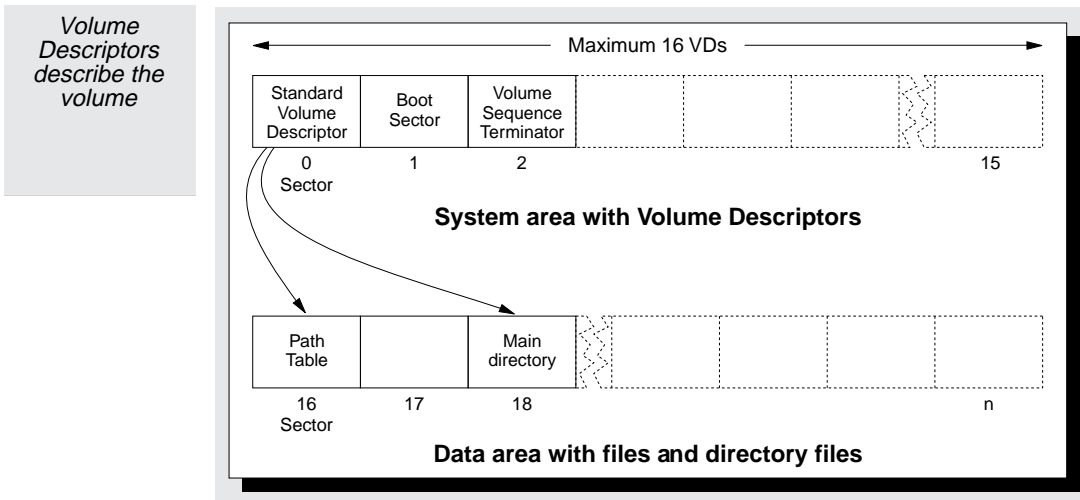 Volume
Descriptors
describe the
volume
Maximum 16 VDs
Standard
Volume
Descriptor
Boot
Sector
Volume
Sequence
Terminator
0
Sector
1
2
15
System area with Volume Descriptors
Path
Table
Main
directory
16
Sector
17
18
n
Data area with files and directory files